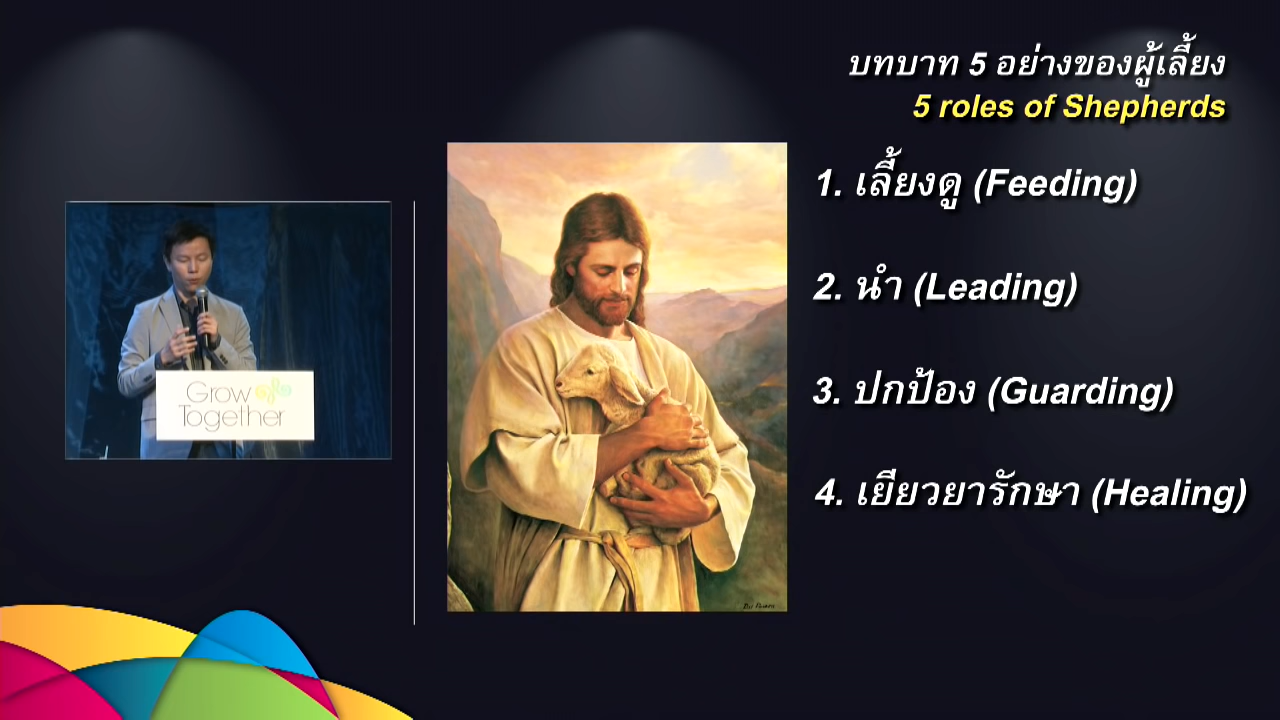 บทบาท 5 อย่างของผู้เลี้ยง
5 roles of Shepherds
1. เลี้ยงดู (Feeding)
2. นำ (Leading)
3. ปกป้อง (Guarding)
4. เยียวยารักษา (Healing)
Grow
Together